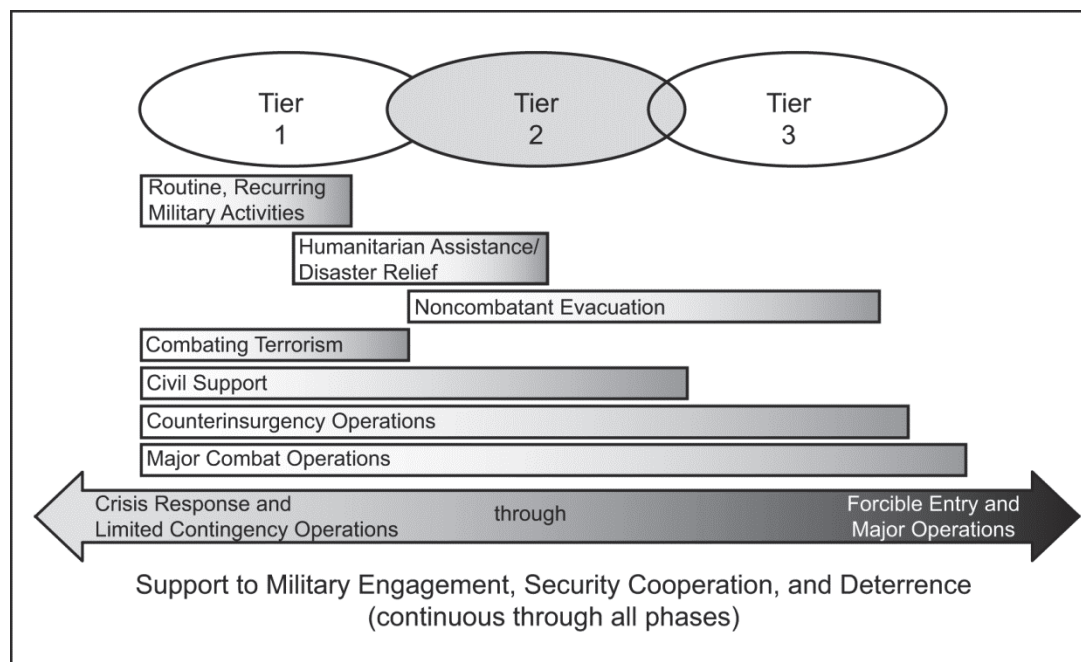 Tier
1
Tier
2
Tier
3
Routine, Recurring
Military Activities
Humanitarian Assistance/
Disaster Relief
Noncombatant Evacuation
Combating Terrorism
Civil Support
Counterinsurgency Operations
Major Combat Operations
Crisis Response and
Limited Contingency Operations
through
Forcible Entry and
Major Operations
Support to Military Engagement, Security Cooperation, and Deterrence
(continuous through all phases)